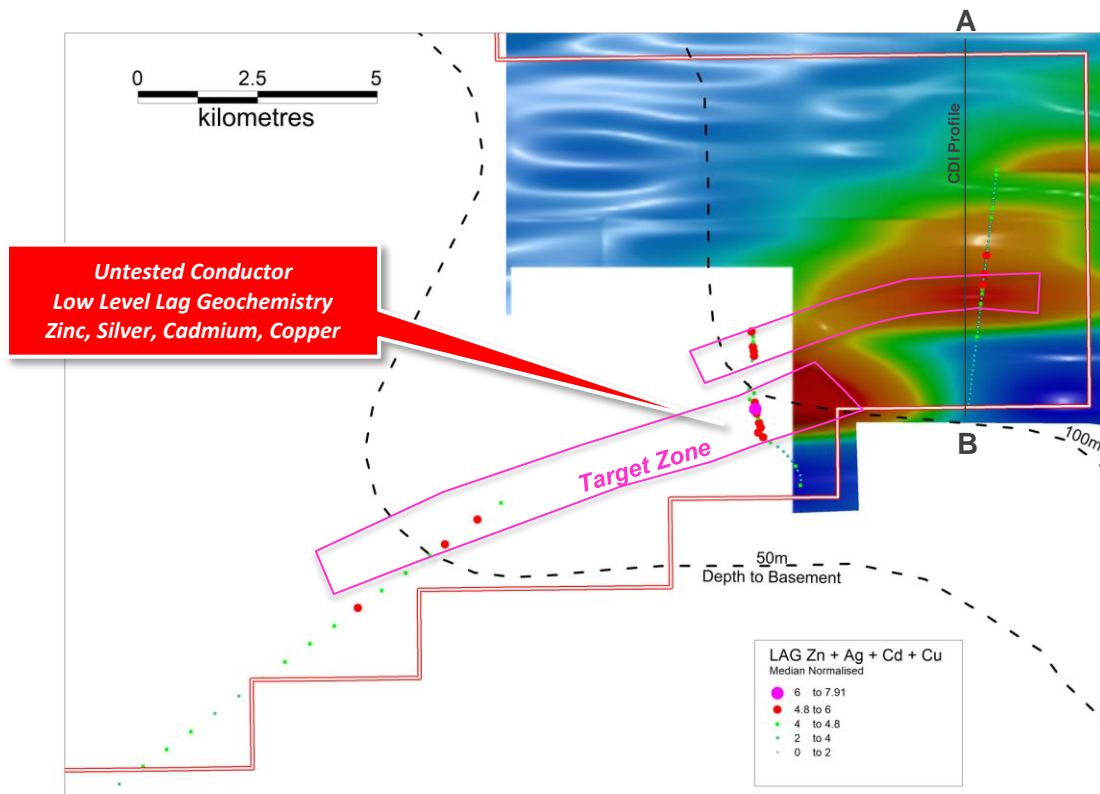 A
0 2.5 5
kilometres
CDI Profile
Untested Conductor
Low Level Lag Geochemistry
Zinc, Silver, Cadmium, Copper
B
100m
Target Zone
50m
Depth to Basement
LAG Zn + Ag + Cd + Cu
Median Normalised
6 to 7.91
4.8 to 6
4 to 4.8
2 to 4
0 to 2